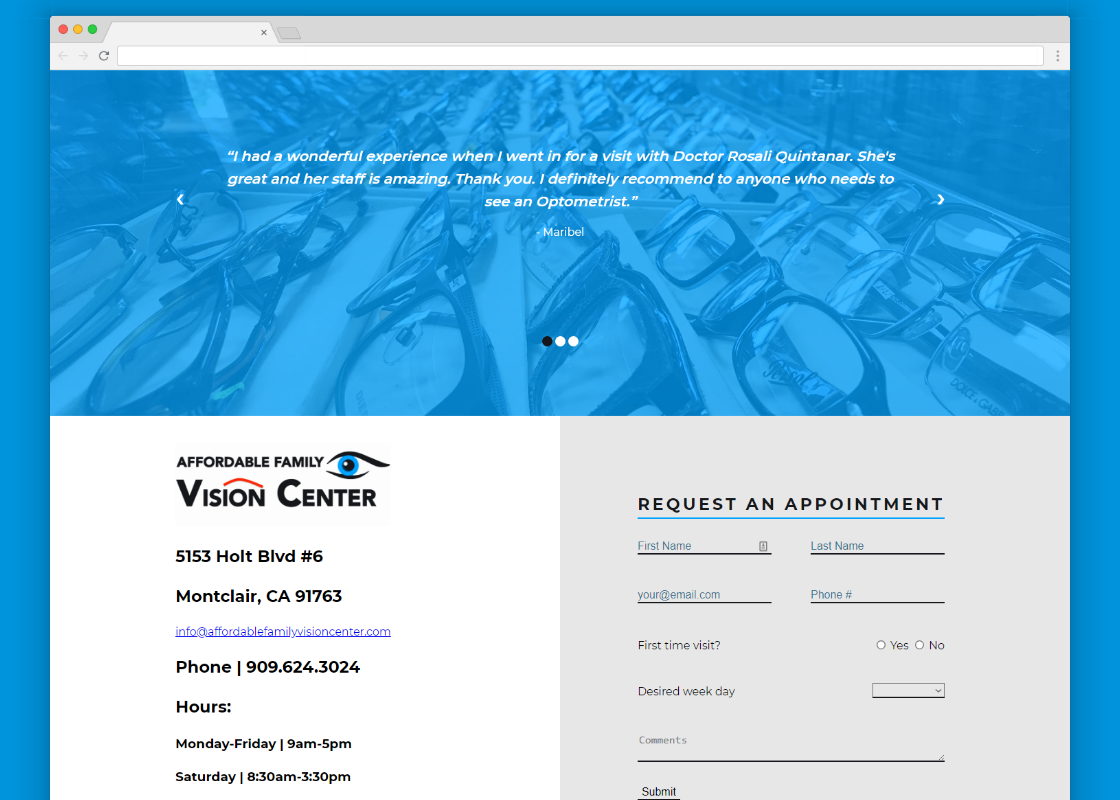 “I had a wonderful experience when I went in for a visit with Doctor Rosali Quintanar. She's
great and her staff is amazing. Thank you. I definitely recommend to anyone who needs to
see an Optometrist.”
- Maribel
AFFORDABLE FAMILY
VISION CENTER
5153 Holt Blvd #6
Montclair, CA 91763
info@affordablefamilyvisioncenter.com
Phone | 909.624.3024
Hours:
Monday-Friday | 9am-5pm
Saturday | 8:30am-3:30pm
REQUEST AN APPOINTMENT
First Name Last Name
your@email.com Phone #
First time visit? Yes No
Desired week day
Comments
Submit